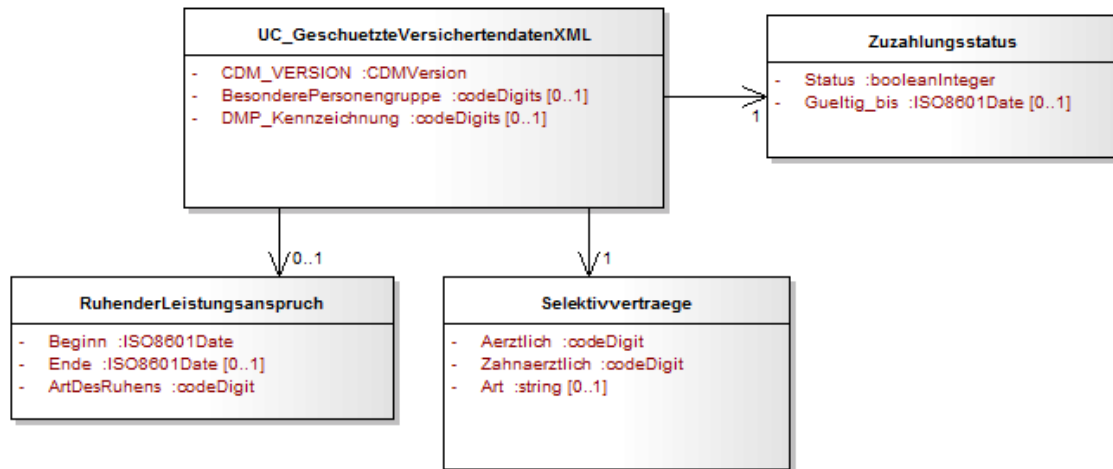 UC_GeschuetzteVersichertendatenXML
- CDM_VERSION :CDMVersion
- BesonderePersonengruppe :codeDigits [0..1]
- DMP_Kennzeichnung :codeDigits [0..1]
Zuzahlungsstatus
- Status :booleanInteger
- Gueltig_bis :ISO8601Date [0..1]
1
0..1
1
RuhenderLeistungsanspruch
- Beginn :ISO8601Date
- Ende :ISO8601Date [0..1]
- ArtDesRuhens :codeDigit
Selektivvertraege
- Aerztlich :codeDigit
- Zahnaerztlich :codeDigit
- Art :string [0..1]